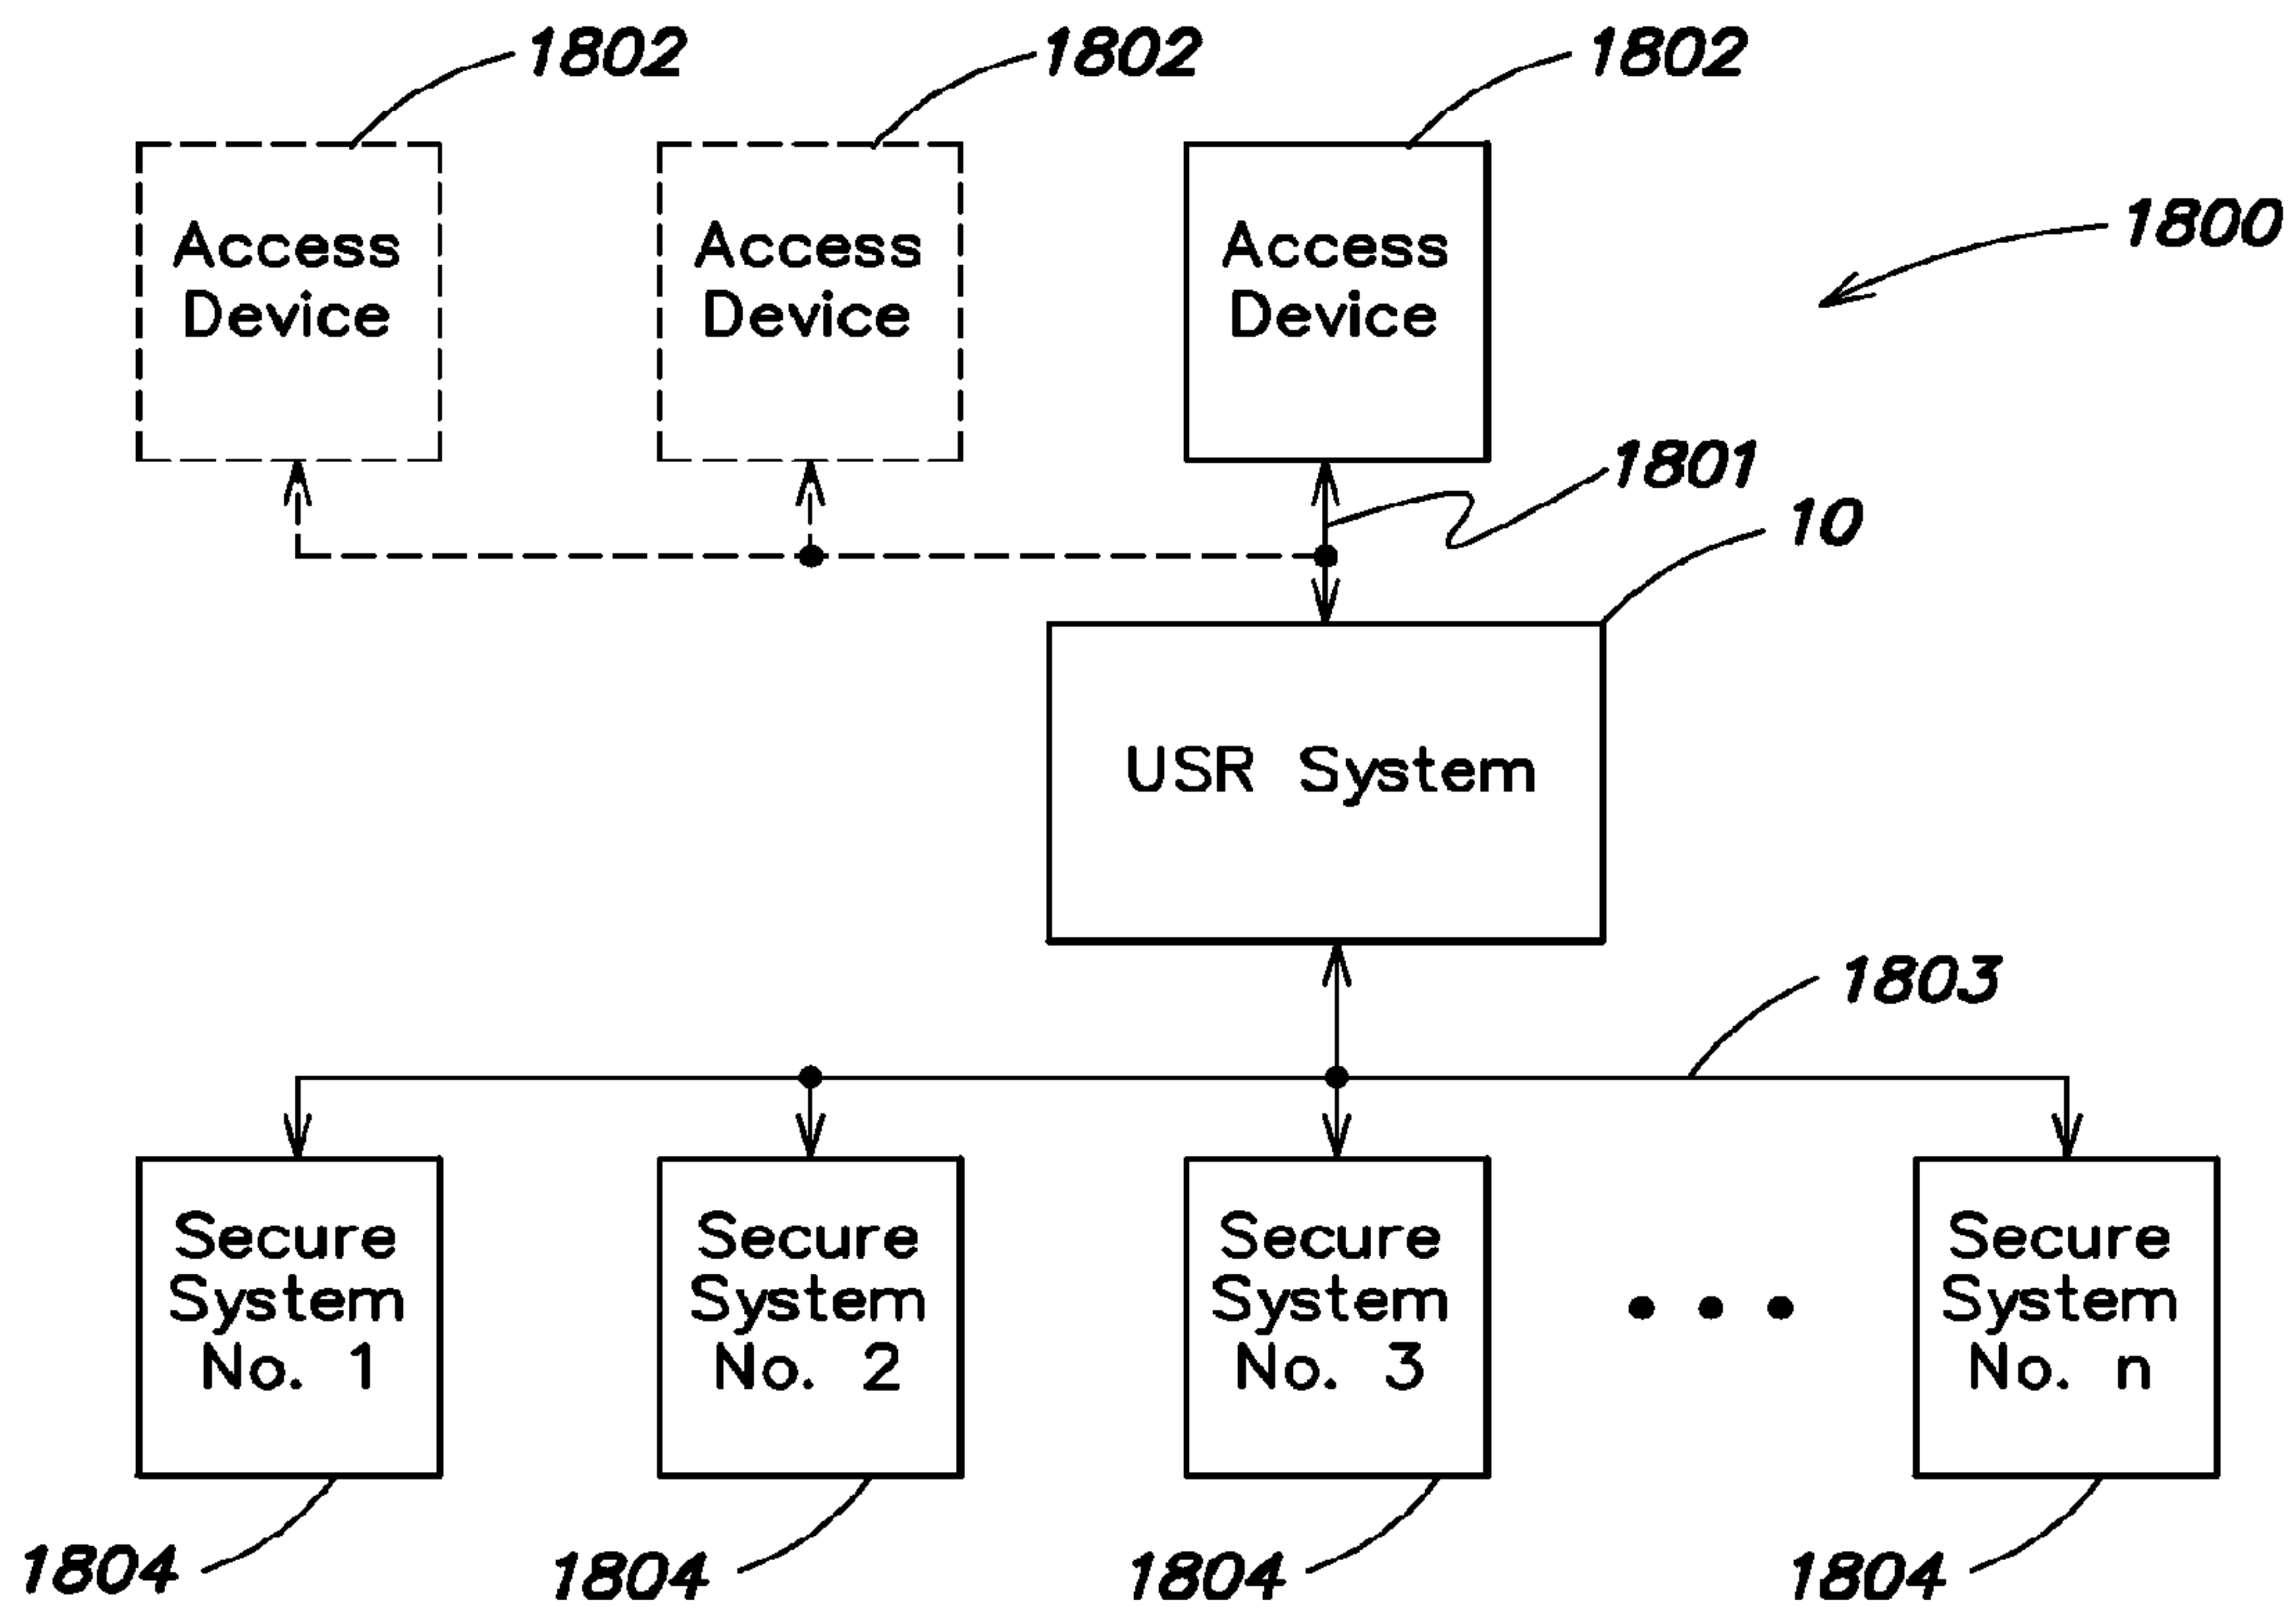 1802
1802
1802
1800
Access
Device
Access
Device
Access
Device
1801
10
USR System
1803
Secure
System
No. 1
Secure
System
No. 2
Secure
System
No. 3
Secure
System
No. n
1804
1804
1804
1804